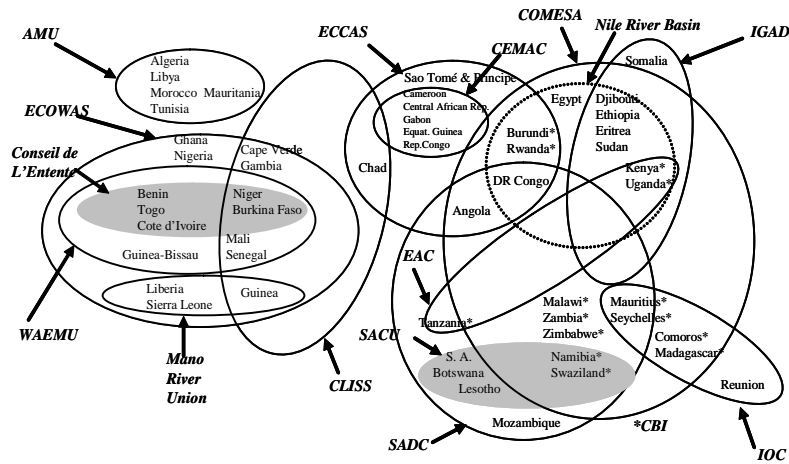 AMU
Algeria
Libya
Morocco Mauritania
Tunisia
ECOWAS
Ghana
Nigeria
Cape Verde
Gambia
Conseil de
L'Entente
Benin
Togo
Cote d'Ivoire
Niger
Burkina Faso
Mali
Senegal
Guinea-Bissau
Liberia
Sierra Leone
Guinea
WAEMU
Mano
River
Union
CLISS
ECCAS
CEMAC
Sao Tomé & Principe
Cameroon
Central African Rep.
Gabon
Equat. Guinea
Rep.Congo
Chad
COMESA
Nile River Basin
IGAD
Somalia
Egypt
Djibouti
Ethiopia
Eritrea
Sudan
Burundi*
Rwanda*
Kenya*
Uganda*
DR Congo
Angola
EAC
Tanzania*
SACU
Malawi*
Zambia*
Zimbabwe*
Mauritius*
Seychelles*
Comoros*
Madagascar*
Reunion
S. A.
Botswana
Lesotho
Namibia*
Swaziland*
Mozambique
SADC
*CBI
IOC